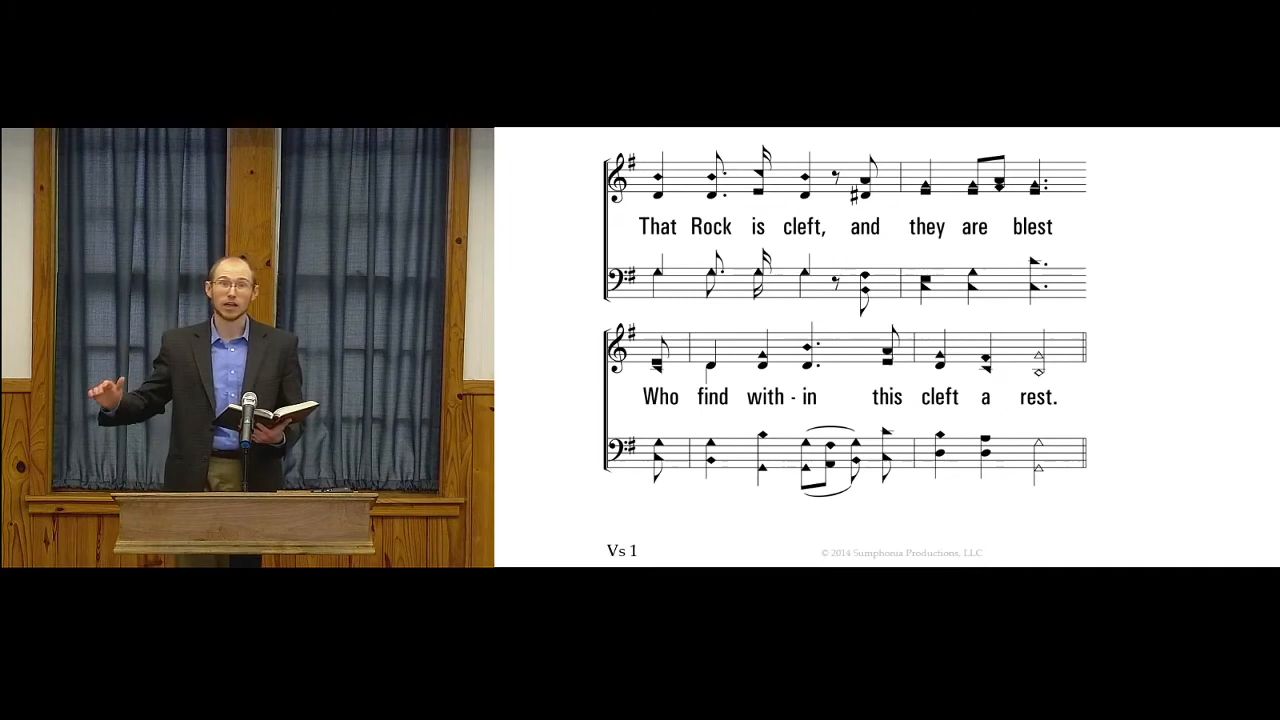 That Rock is cleft, and they are blest
Who find with - in this cleft a rest.
Vs 1
© 2014 Sumphonia Productions, LLC